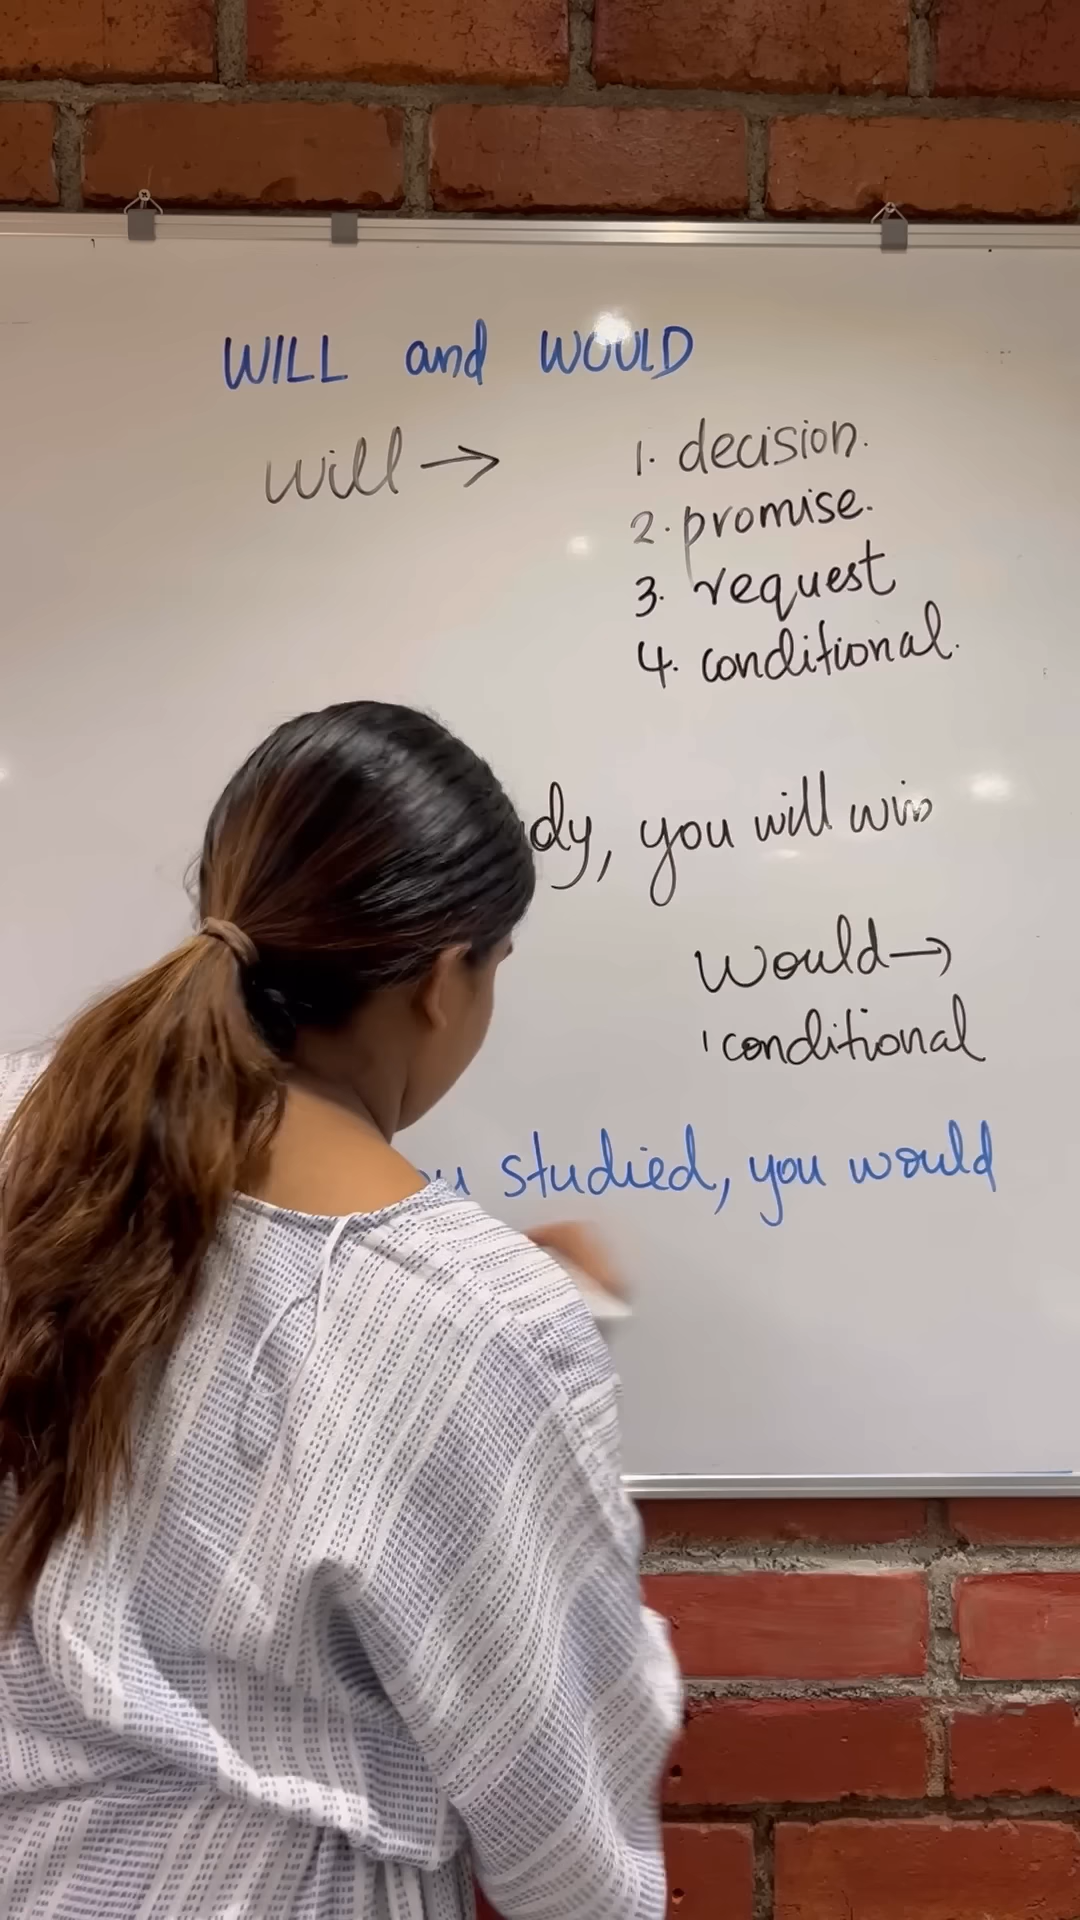 WILL and WOULD
will → 1. decision.
2. promise.
3. request
4. conditional.
dy, you will win
Would →
conditional
studied, you would